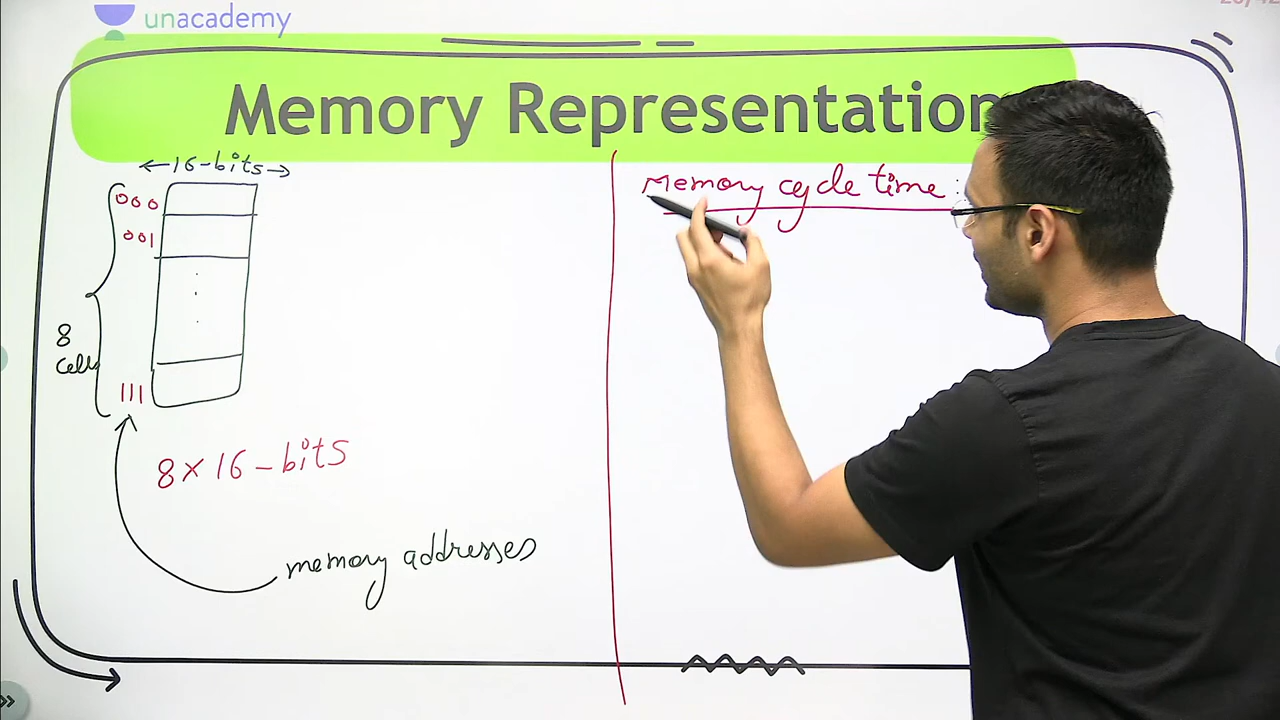 unacademy
Memory Representation
←16-bits→
000
001
8
Cells
111
8×16-bits
memory addresses
Memory cycle time :